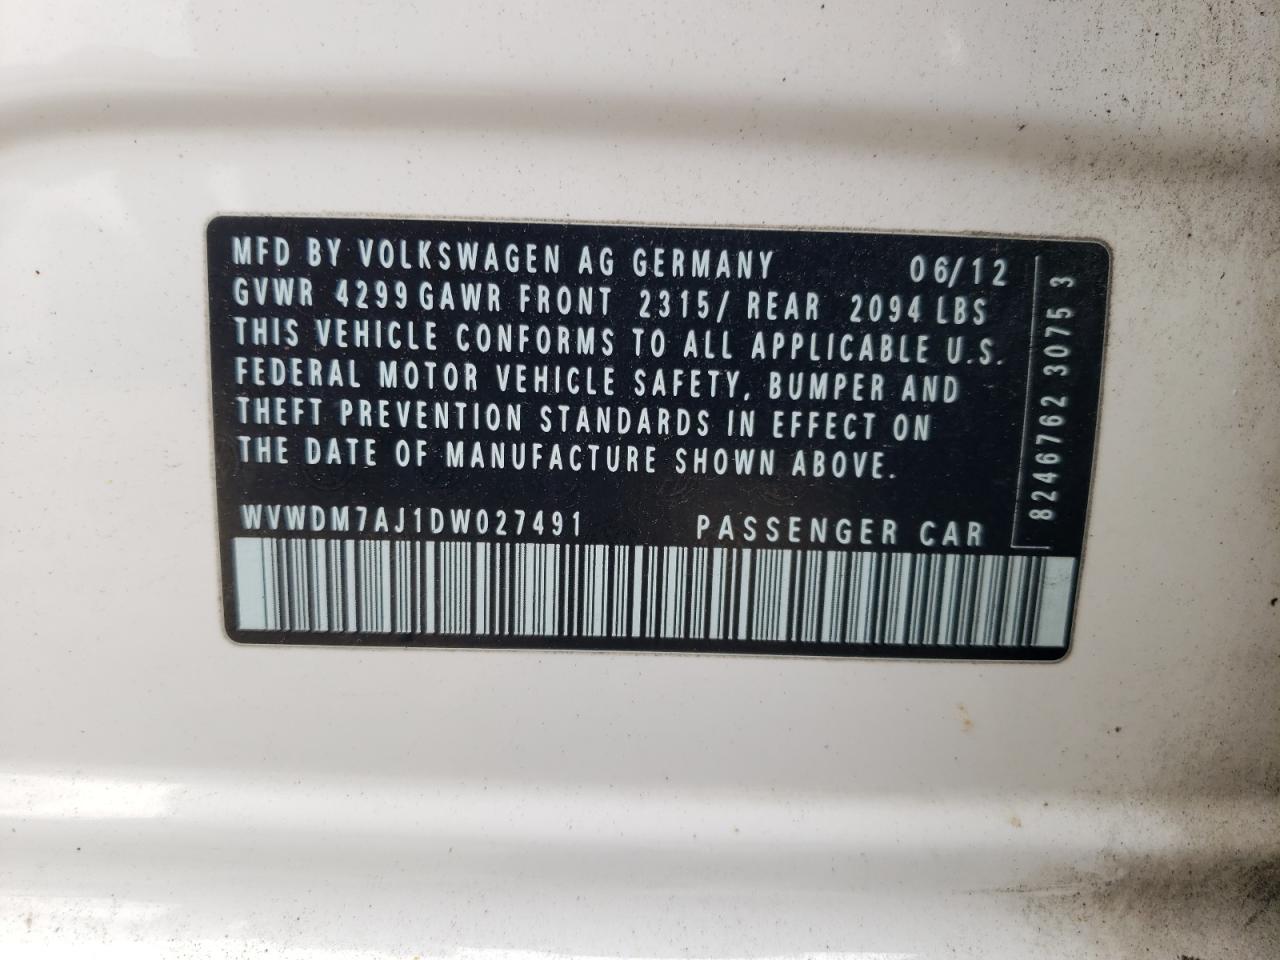 MFD BY VOLKSWAGEN AG GERMANY 06/12
GVWR 4299 GAWR FRONT 2315/ REAR 2094 LBS
THIS VEHICLE CONFORMS TO ALL APPLICABLE U.S.
FEDERAL MOTOR VEHICLE SAFETY, BUMPER AND
THEFT PREVENTION STANDARDS IN EFFECT ON
THE DATE OF MANUFACTURE SHOWN ABOVE.
WVWDM7AJ1DW027491 PASSENGER CAR
8246762 3075 3